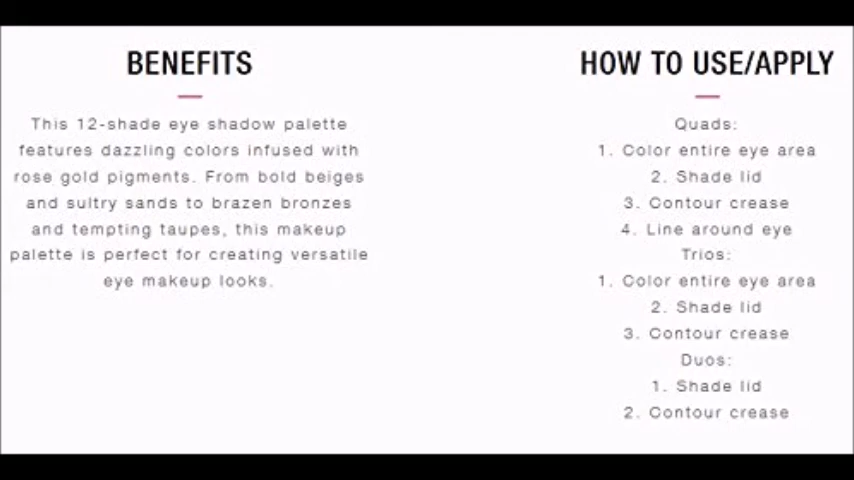 BENEFITS
This 12-shade eye shadow palette
features dazzling colors infused with
rose gold pigments. From bold beiges
and sultry sands to brazen bronzes
and tempting taupes, this makeup
palette is perfect for creating versatile
eye makeup looks.
HOW TO USE/APPLY
Quads:
1. Color entire eye area
2. Shade lid
3. Contour crease
4. Line around eye
Trios:
1. Color entire eye area
2. Shade lid
3. Contour crease
Duos:
1. Shade lid
2. Contour crease